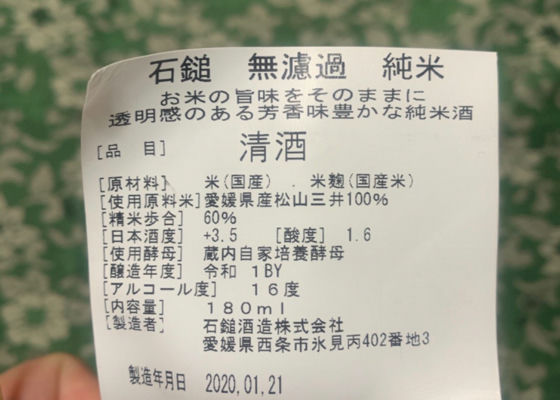 石鎚　無濾過　純米
お米の旨味をそのままに
透明感のある芳香味豊かな純米酒
[品　目]　清酒
[原材料]　米(国産)　.　米麹(国産米)
[使用原料米]愛媛県産松山三井100%
[精米歩合]　60%
[日本酒度]　+3.5　[酸度]　1.6
[使用酵母]　蔵内自家培養酵母
[醸造年度]　令和　1BY
[アルコール度]　１６度
[内容量]　１８０ｍｌ
[製造者]　石鎚酒造株式会社
愛媛県西条市氷見丙402番地3
製造年月日　2020,01,21